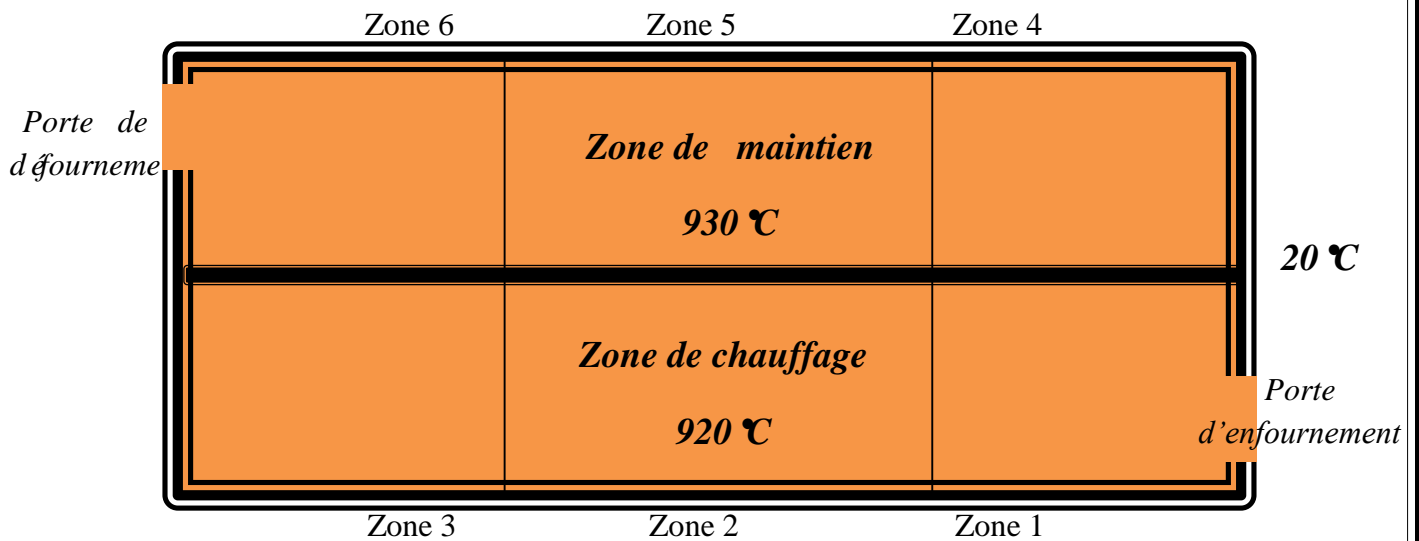 Zone 6 Zone 5 Zone 4
Porte de
défourneme
Zone de maintien
930 °C
20 °C
Zone de chauffage
920 °C
Porte
d'enfournement
Zone 3 Zone 2 Zone 1